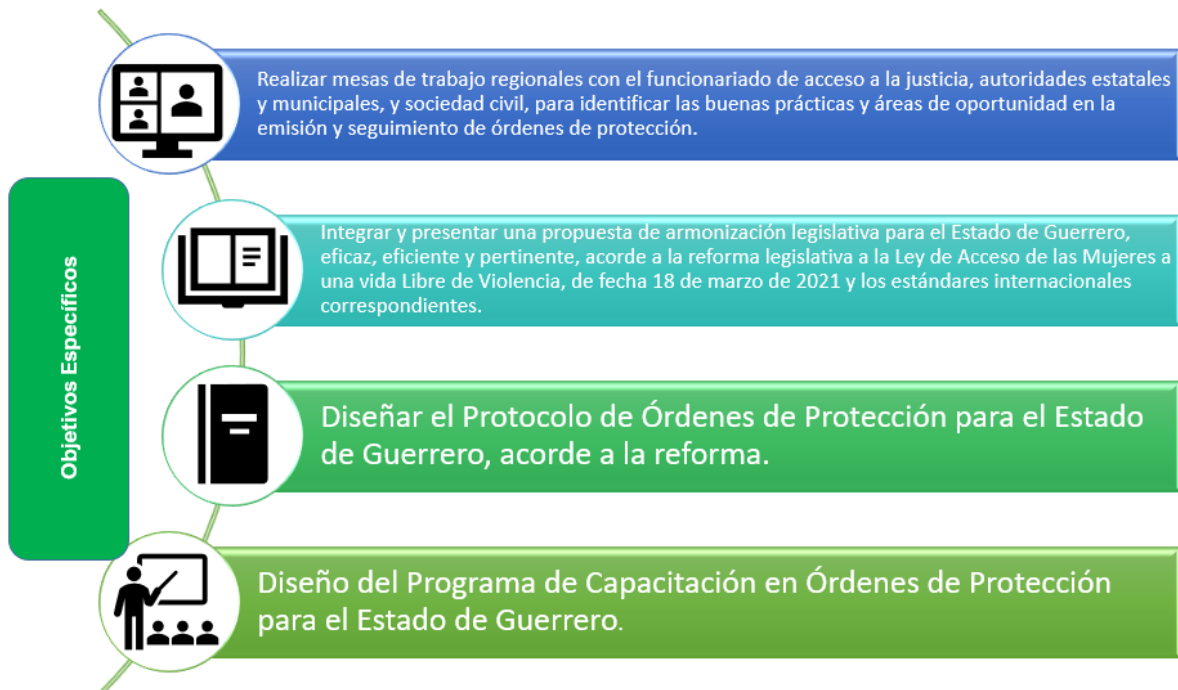 Objetivos Específicos
Realizar mesas de trabajo regionales con el funcionariado de acceso a la justicia, autoridades estatales
y municipales, y sociedad civil, para identificar las buenas prácticas y áreas de oportunidad en la
emisión y seguimiento de órdenes de protección.
Integrar y presentar una propuesta de armonización legislativa para el Estado de Guerrero,
eficaz, eficiente y pertinente, acorde a la reforma legislativa a la Ley de Acceso de las Mujeres a
una vida Libre de Violencia, de fecha 18 de marzo de 2021 y los estándares internacionales
correspondientes.
Diseñar el Protocolo de Órdenes de Protección para el Estado
de Guerrero, acorde a la reforma.
Diseño del Programa de Capacitación en Órdenes de Protección
para el Estado de Guerrero.